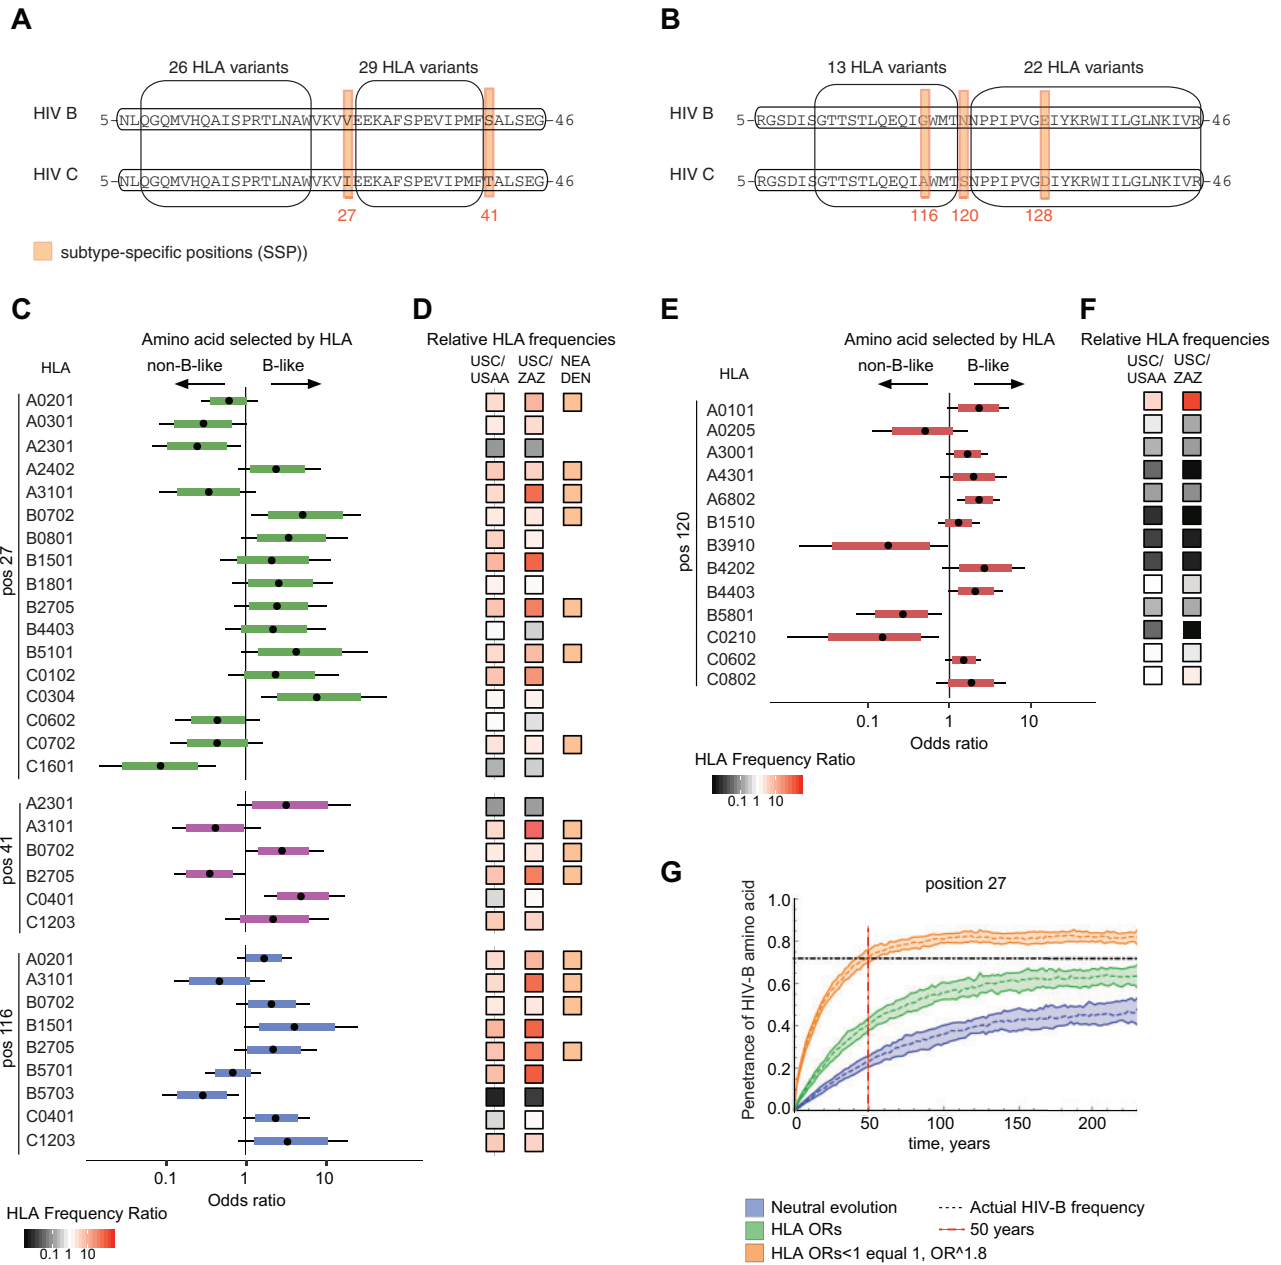 A
26 HLA variants
29 HLA variants
HIV B
5-NLQGQMVHQAISPRTLNAWVKVVEEKAFSPEVIPMFSALSEG-46
HIV C
5-NLQGQMVHQAISPRTLNAWVKVIEEKAFSPEVIPMFTALSEG-46
27
41
subtype-specific positions (SSP))
B
13 HLA variants
22 HLA variants
HIV B
5-RGSDISGTTSTLQEQIGWMTNNPPIPVGEIYKRWIILGLNKIVR-46
HIV C
5-RGSDISGTTSTLQEQIAWMTSNPPIPVGDIYKRWIILGLNKIVR-46
116
120
128
C
Amino acid selected by HLA
HLA
non-B-like
B-like
pos 27
A0201
A0301
A2301
A2402
A3101
B0702
B0801
B1501
B1801
B2705
B4403
B5101
C0102
C0304
C0602
C0702
C1601
pos 41
A2301
A3101
B0702
B2705
C0401
C1203
pos 116
A0201
A3101
B0702
B1501
B2705
B5701
B5703
C0401
C1203
0.1
1
10
Odds ratio
HLA Frequency Ratio
0.1 1 10
D
Relative HLA frequencies
USC/ USC/ NEA
USAA ZAZ DEN
E
Amino acid selected by HLA
HLA
non-B-like
B-like
pos 120
A0101
A0205
A3001
A4301
A6802
B1510
B3910
B4202
B4403
B5801
C0210
C0602
C0802
0.1
1
10
Odds ratio
HLA Frequency Ratio
0.1 1 10
F
Relative HLA frequencies
USC/ USC/
USAA ZAZ
G
position 27
Penetrance of HIV-B amino acid
1.0
0.8
0.6
0.4
0.2
0.0
0
50
100
150
200
time, years
Neutral evolution
HLA ORs
HLA ORs<1 equal 1, OR^1.8
Actual HIV-B frequency
50 years